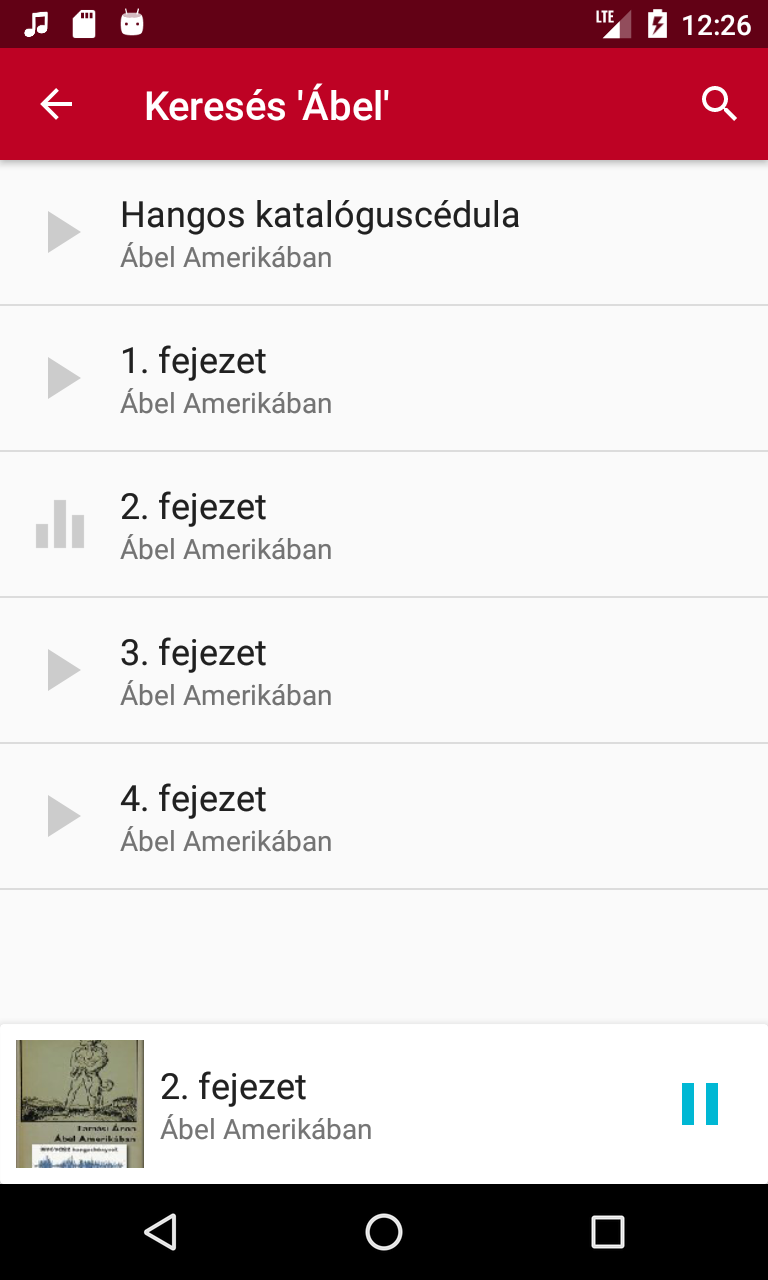 LTE 12:26
Keresés 'Ábel'
Hangos katalóguscédula
Ábel Amerikában
1. fejezet
Ábel Amerikában
2. fejezet
Ábel Amerikában
3. fejezet
Ábel Amerikában
4. fejezet
Ábel Amerikában
Tamási Áron
Ábel Amerikában
2. fejezet
Ábel Amerikában